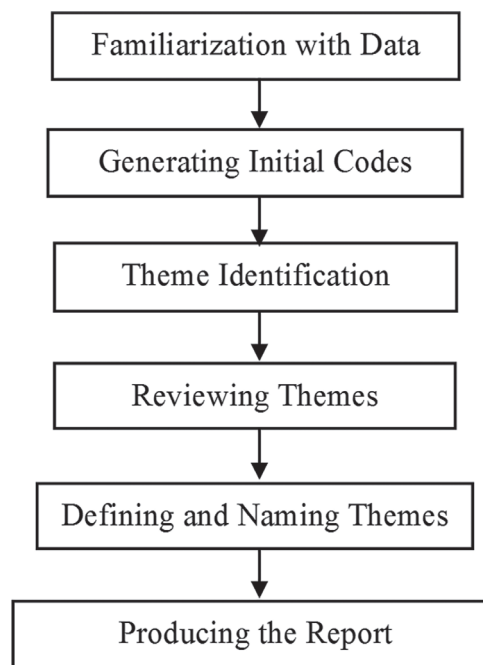 Familiarization with Data
Generating Initial Codes
Theme Identification
Reviewing Themes
Defining and Naming Themes
Producing the Report